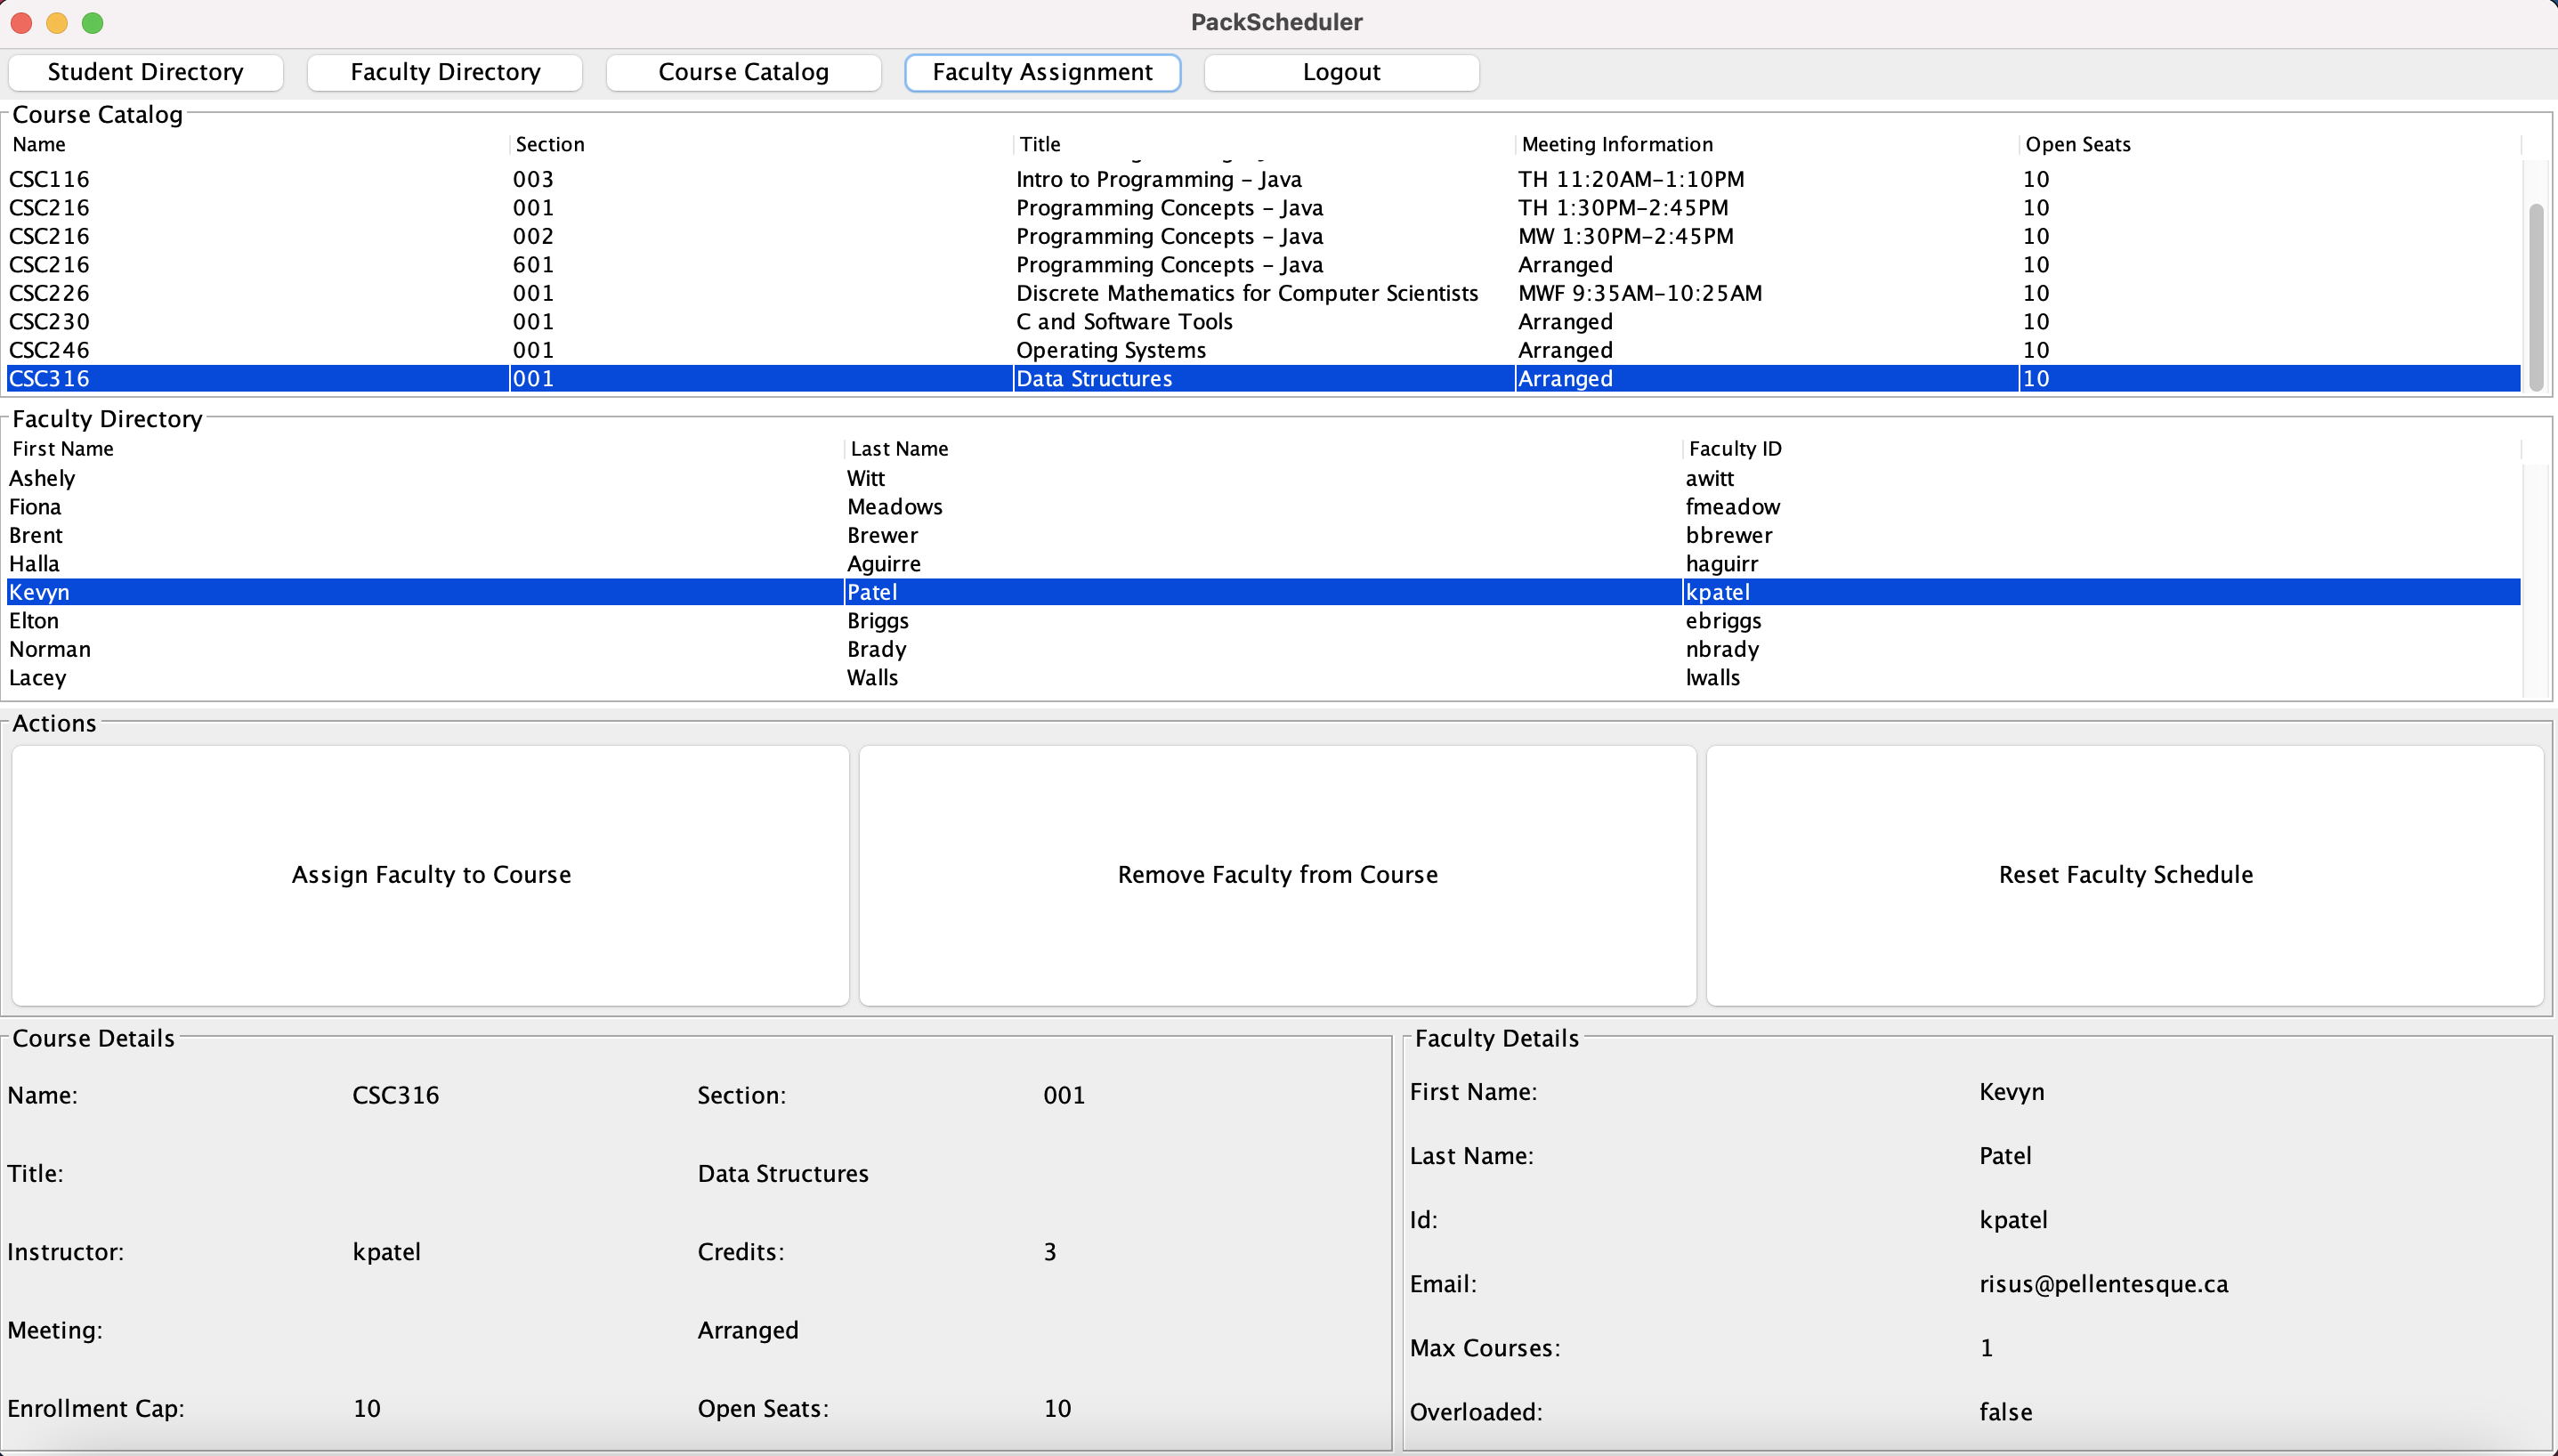 PackScheduler
Student Directory Faculty Directory Course Catalog Faculty Assignment Logout
Course Catalog
Name Section Title Meeting Information Open Seats
CSC116 003 Intro to Programming - Java TH 11:20AM-1:10PM 10
CSC216 001 Programming Concepts - Java TH 1:30PM-2:45PM 10
CSC216 002 Programming Concepts - Java MW 1:30PM-2:45PM 10
CSC216 601 Programming Concepts - Java Arranged 10
CSC226 001 Discrete Mathematics for Computer Scientists MWF 9:35AM-10:25AM 10
CSC230 001 C and Software Tools Arranged 10
CSC246 001 Operating Systems Arranged 10
CSC316 001 Data Structures Arranged 10
Faculty Directory
First Name Last Name Faculty ID
Ashely Witt awitt
Fiona Meadows fmeadow
Brent Brewer bbrewer
Halla Aguirre haguirr
Kevyn Patel kpatel
Elton Briggs ebriggs
Norman Brady nbrady
Lacey Walls lwalls
Actions
Assign Faculty to Course Remove Faculty from Course Reset Faculty Schedule
Course Details
Name: CSC316 Section: 001
Title: Data Structures
Instructor: kpatel Credits: 3
Meeting: Arranged
Enrollment Cap: 10 Open Seats: 10
Faculty Details
First Name: Kevyn
Last Name: Patel
Id: kpatel
Email: risus@pellentesque.ca
Max Courses: 1
Overloaded: false